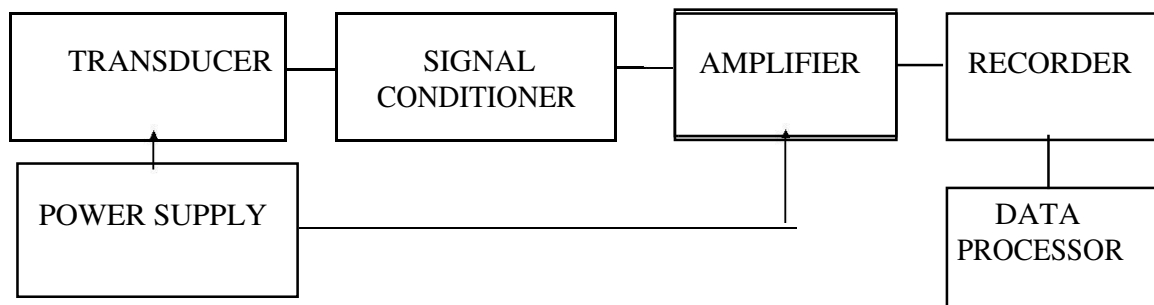 TRANSDUCER
SIGNAL
CONDITIONER
AMPLIFIER
RECORDER
POWER SUPPLY
DATA
PROCESSOR